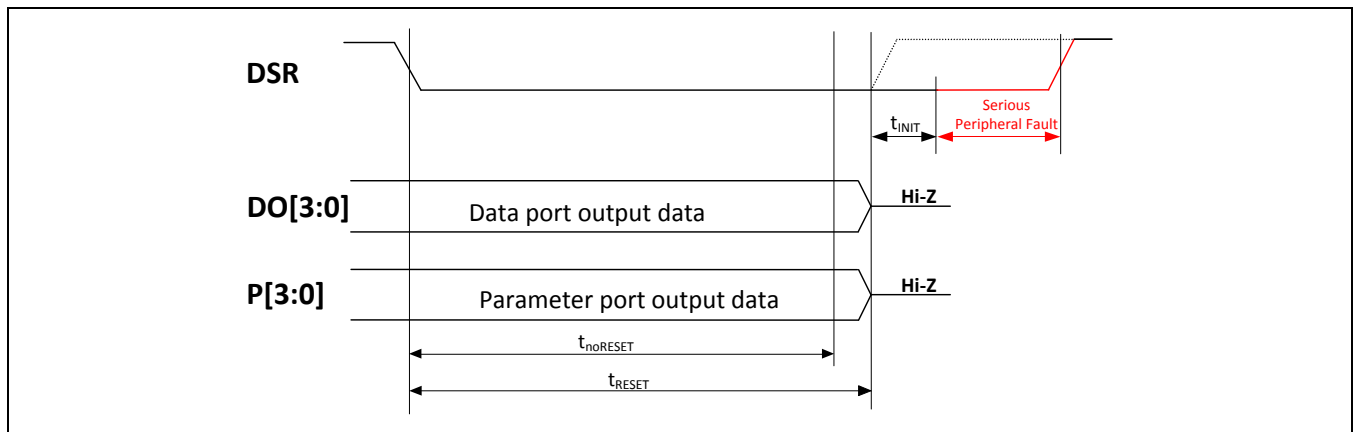 DSR
Serious
Peripheral Fault
tINIT
DO[3:0]
Data port output data
Hi-Z
P[3:0]
Parameter port output data
Hi-Z
tnoRESET
tRESET